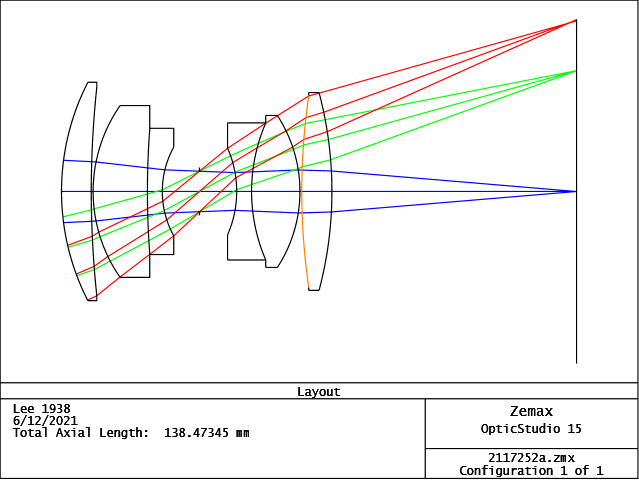 Layout
Lee 1938
6/12/2021
Total Axial Length:  138.47345 mm
Zemax
OpticStudio 15
2117252a.zmx
Configuration 1 of 1